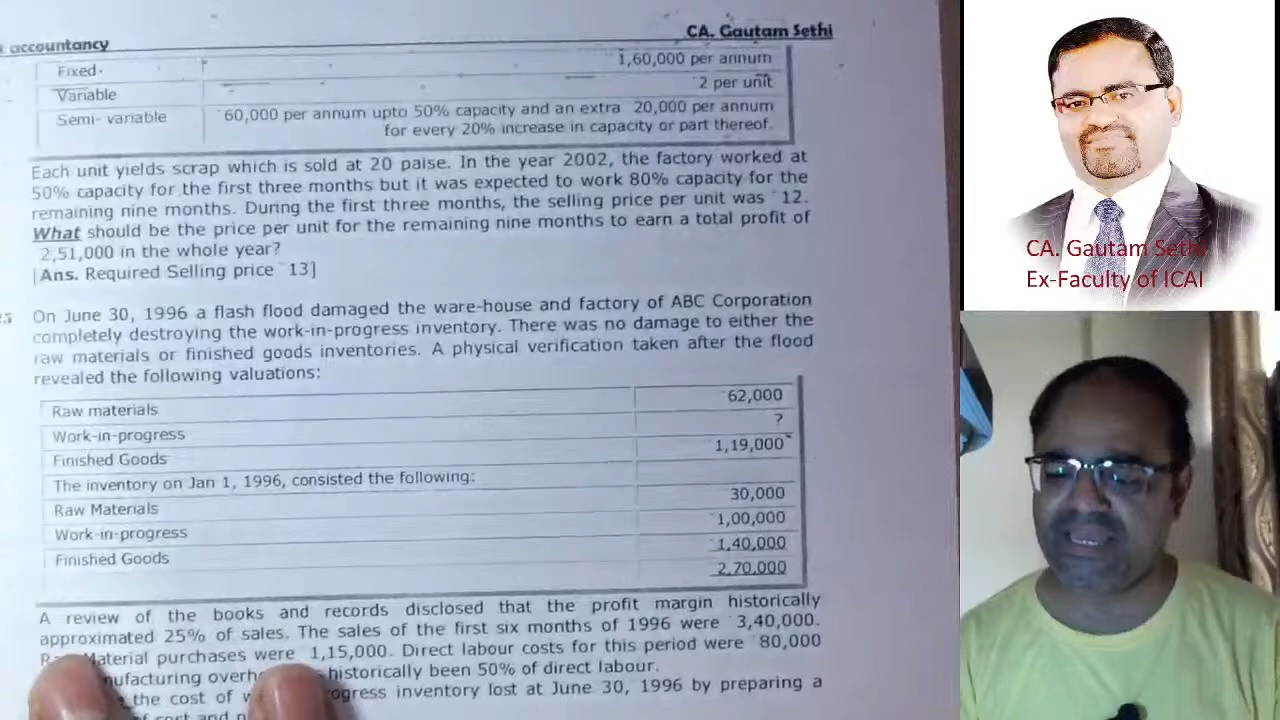 accountancy
CA. Gautam Sethi
Fixed 1,60,000 per annum
Variable 2 per unit
Semi- variable 60,000 per annum upto 50% capacity and an extra 20,000 per annum
for every 20% increase in capacity or part thereof.
Each unit yields scrap which is sold at 20 paise. In the year 2002, the factory worked at
50% capacity for the first three months but it was expected to work 80% capacity for the
remaining nine months. During the first three months, the selling price per unit was 12.
What should be the price per unit for the remaining nine months to earn a total profit of
2,51,000 in the whole year?
[Ans. Required Selling price 13]
On June 30, 1996 a flash flood damaged the ware-house and factory of ABC Corporation
completely destroying the work-in-progress inventory. There was no damage to either the
raw materials or finished goods inventories. A physical verification taken after the flood
revealed the following valuations:
Raw materials 62,000
Work-in-progress ?
Finished Goods 1,19,000
The inventory on Jan 1, 1996, consisted the following:
Raw Materials 30,000
Work-in-progress 1,00,000
Finished Goods 1,40,000
2,70,000
A review of the books and records disclosed that the profit margin historically
approximated 25% of sales. The sales of the first six months of 1996 were 3,40,000.
Material purchases were 1,15,000. Direct labour costs for this period were 80,000
historically been 50% of direct labour.
the cost of inventory lost at June 30, 1996 by preparing a
CA. Gautam Sethi
Ex-Faculty of ICAI